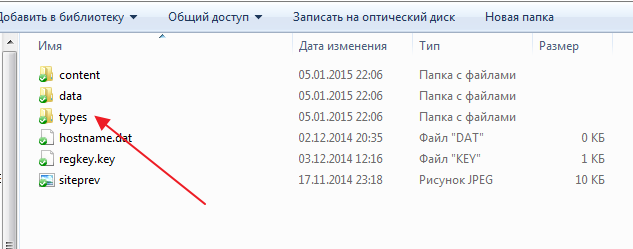 Добавить в библиотеку Общий доступ Записать на оптический диск Новая папка
Имя Дата изменения Тип Размер
content 05.01.2015 22:06 Папка с файлами
data 05.01.2015 22:06 Папка с файлами
types 05.01.2015 22:06 Папка с файлами
hostname.dat 02.12.2014 20:35 Файл "DAT" 0 КБ
regkey.key 03.12.2014 12:16 Файл "KEY" 1 КБ
siteprev 17.11.2014 23:18 Рисунок JPEG 10 КБ